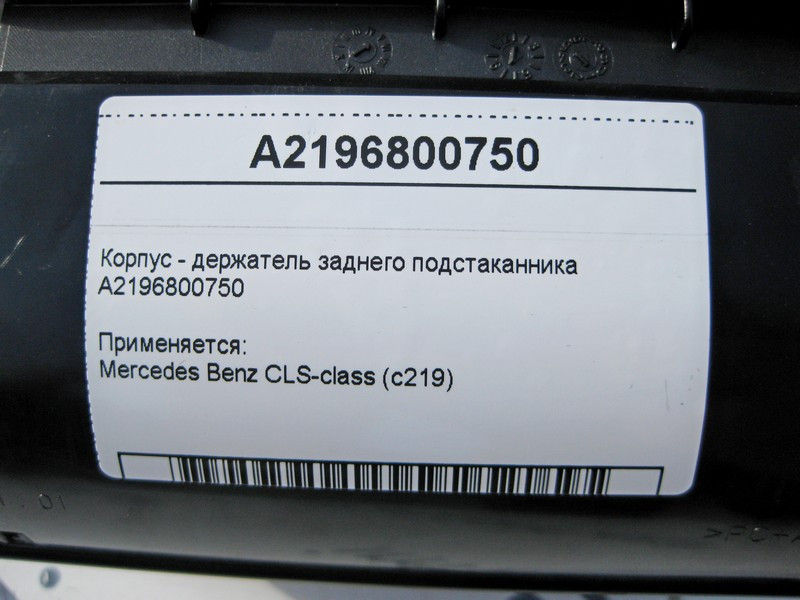 A2196800750
Корпус - держатель заднего подстаканника
A2196800750
Применяется:
Mercedes Benz CLS-class (c219)